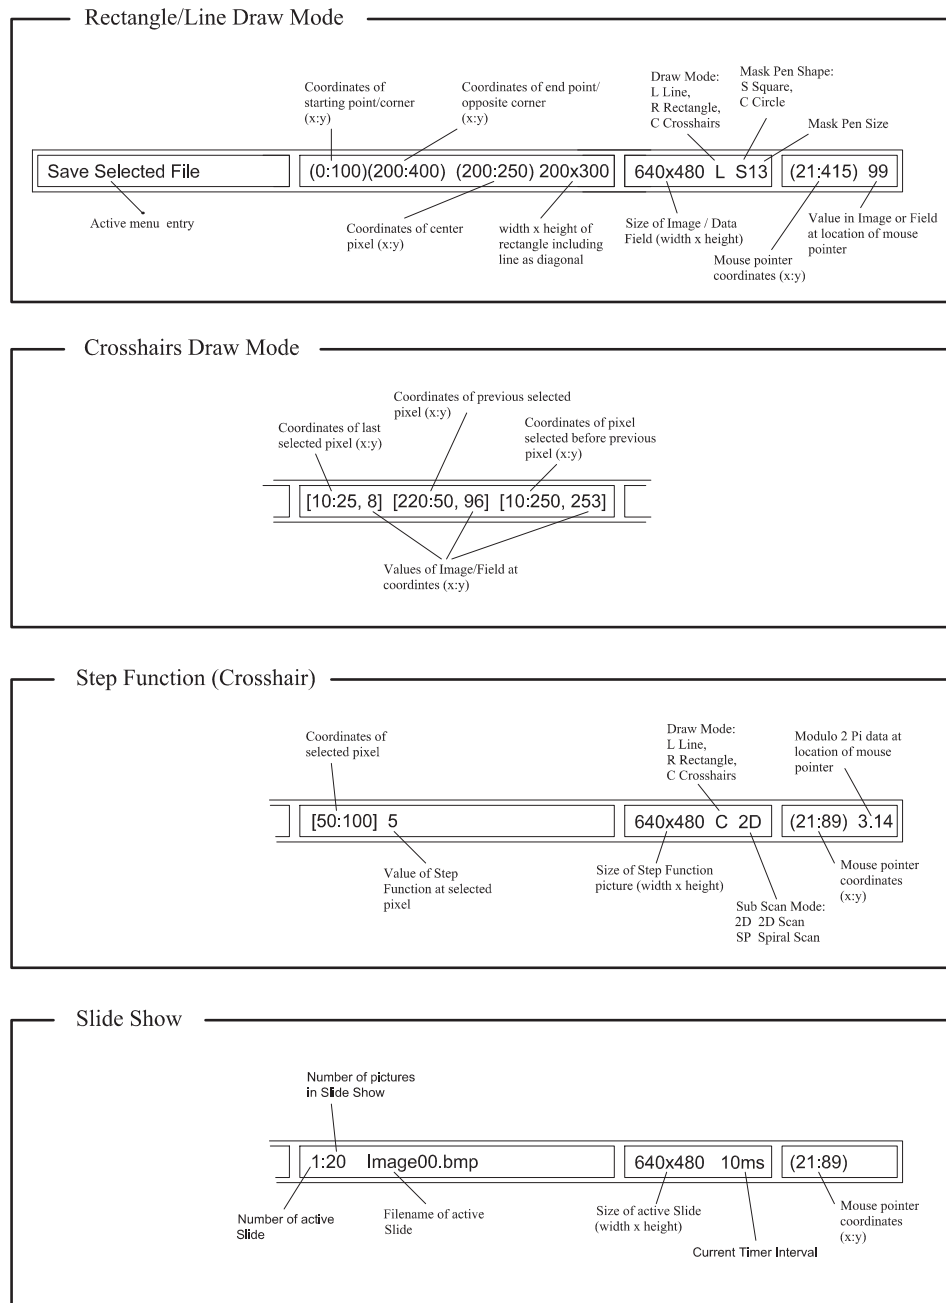 Rectangle/Line Draw Mode
Coordinates of
starting point/corner
(x:y)
Coordinates of end point/
opposite corner
(x:y)
Draw Mode:
L Line,
R Rectangle,
C Crosshairs
Mask Pen Shape:
S Square,
C Circle
Mask Pen Size
Save Selected File
(0:100)(200:400) (200:250) 200x300
640x480 L S13
(21:415) 99
Active menu entry
Coordinates of center
pixel (x:y)
width x height of
rectangle including
line as diagonal
Size of Image / Data
Field (width x height)
Mouse pointer
coordinates (x:y)
Value in Image or Field
at location of mouse
pointer
Crosshairs Draw Mode
Coordinates of last
selected pixel (x:y)
Coordinates of previous selected
pixel (x:y)
Coordinates of pixel
selected before previous
pixel (x:y)
[10:25, 8] [220:50, 96] [10:250, 253]
Values of Image/Field at
coordintes (x:y)
Step Function (Crosshair)
Coordinates of
selected pixel
Draw Mode:
L Line,
R Rectangle,
C Crosshairs
Modulo 2 Pi data at
location of mouse
pointer
[50:100] 5
640x480 C 2D
(21:89) 3.14
Value of Step
Function at selected
pixel
Size of Step Function
picture (width x height)
Sub Scan Mode:
2D 2D Scan
SP Spiral Scan
Mouse pointer
coordinates
(x:y)
Slide Show
Number of pictures
in Slide Show
1:20 Image00.bmp
640x480 10ms
(21:89)
Number of active
Slide
Filename of active
Slide
Size of active Slide
(width x height)
Current Timer Interval
Mouse pointer
coordinates
(x:y)